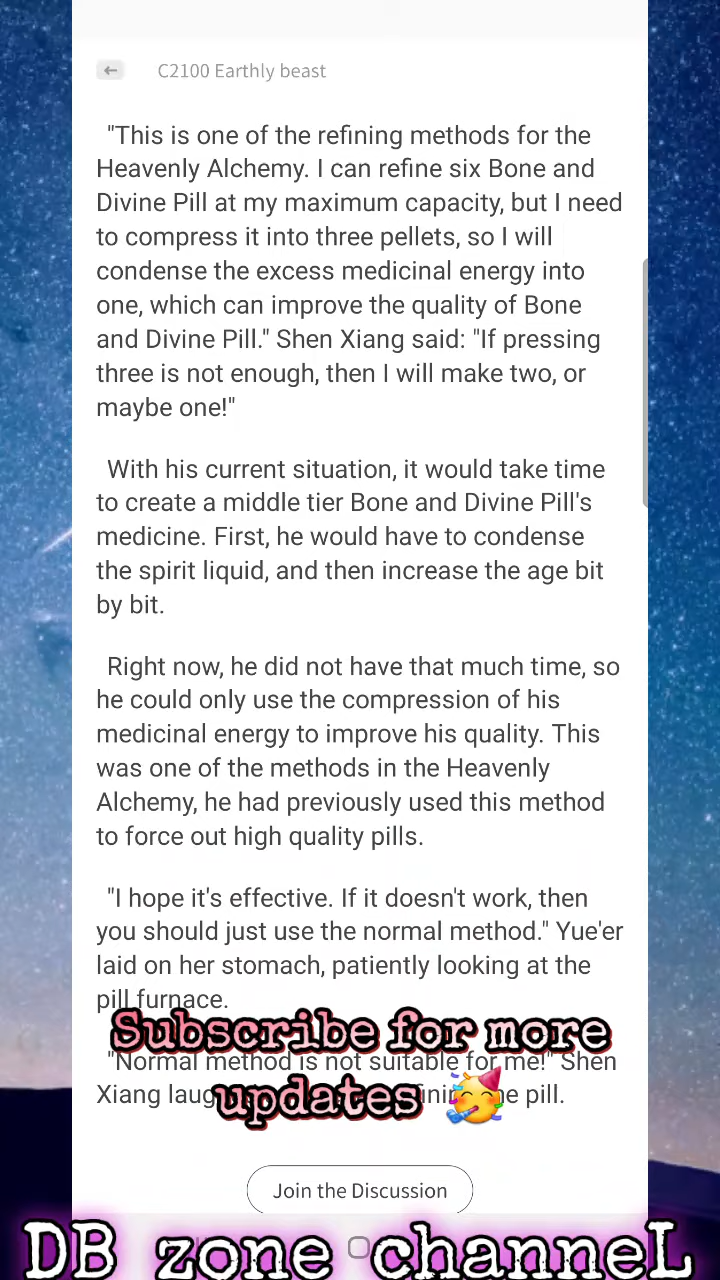 C2100 Earthly beast
"This is one of the refining methods for the
Heavenly Alchemy. I can refine six Bone and
Divine Pill at my maximum capacity, but I need
to compress it into three pellets, so I will
condense the excess medicinal energy into
one, which can improve the quality of Bone
and Divine Pill." Shen Xiang said: "If pressing
three is not enough, then I will make two, or
maybe one!"
With his current situation, it would take time
to create a middle tier Bone and Divine Pill's
medicine. First, he would have to condense
the spirit liquid, and then increase the age bit
by bit.
Right now, he did not have that much time, so
he could only use the compression of his
medicinal energy to improve his quality. This
was one of the methods in the Heavenly
Alchemy, he had previously used this method
to force out high quality pills.
"I hope it's effective. If it doesn't work, then
you should just use the normal method." Yue'er
laid on her stomach, patiently looking at the
pill furnace.
Subscribe for more
"Normal method is not suitable for me!" Shen
Xiang pill.
updates 🥳
Join the Discussion
DB zone channeL